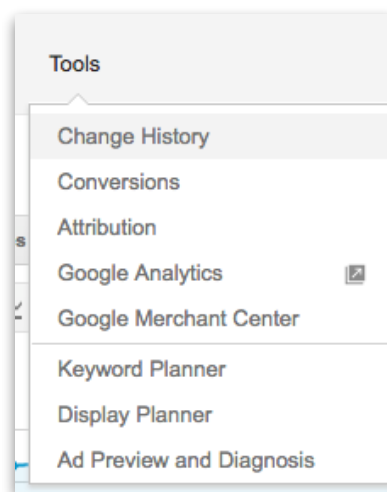 Tools
Change History
Conversions
Attribution
Google Analytics
Google Merchant Center
Keyword Planner
Display Planner
Ad Preview and Diagnosis